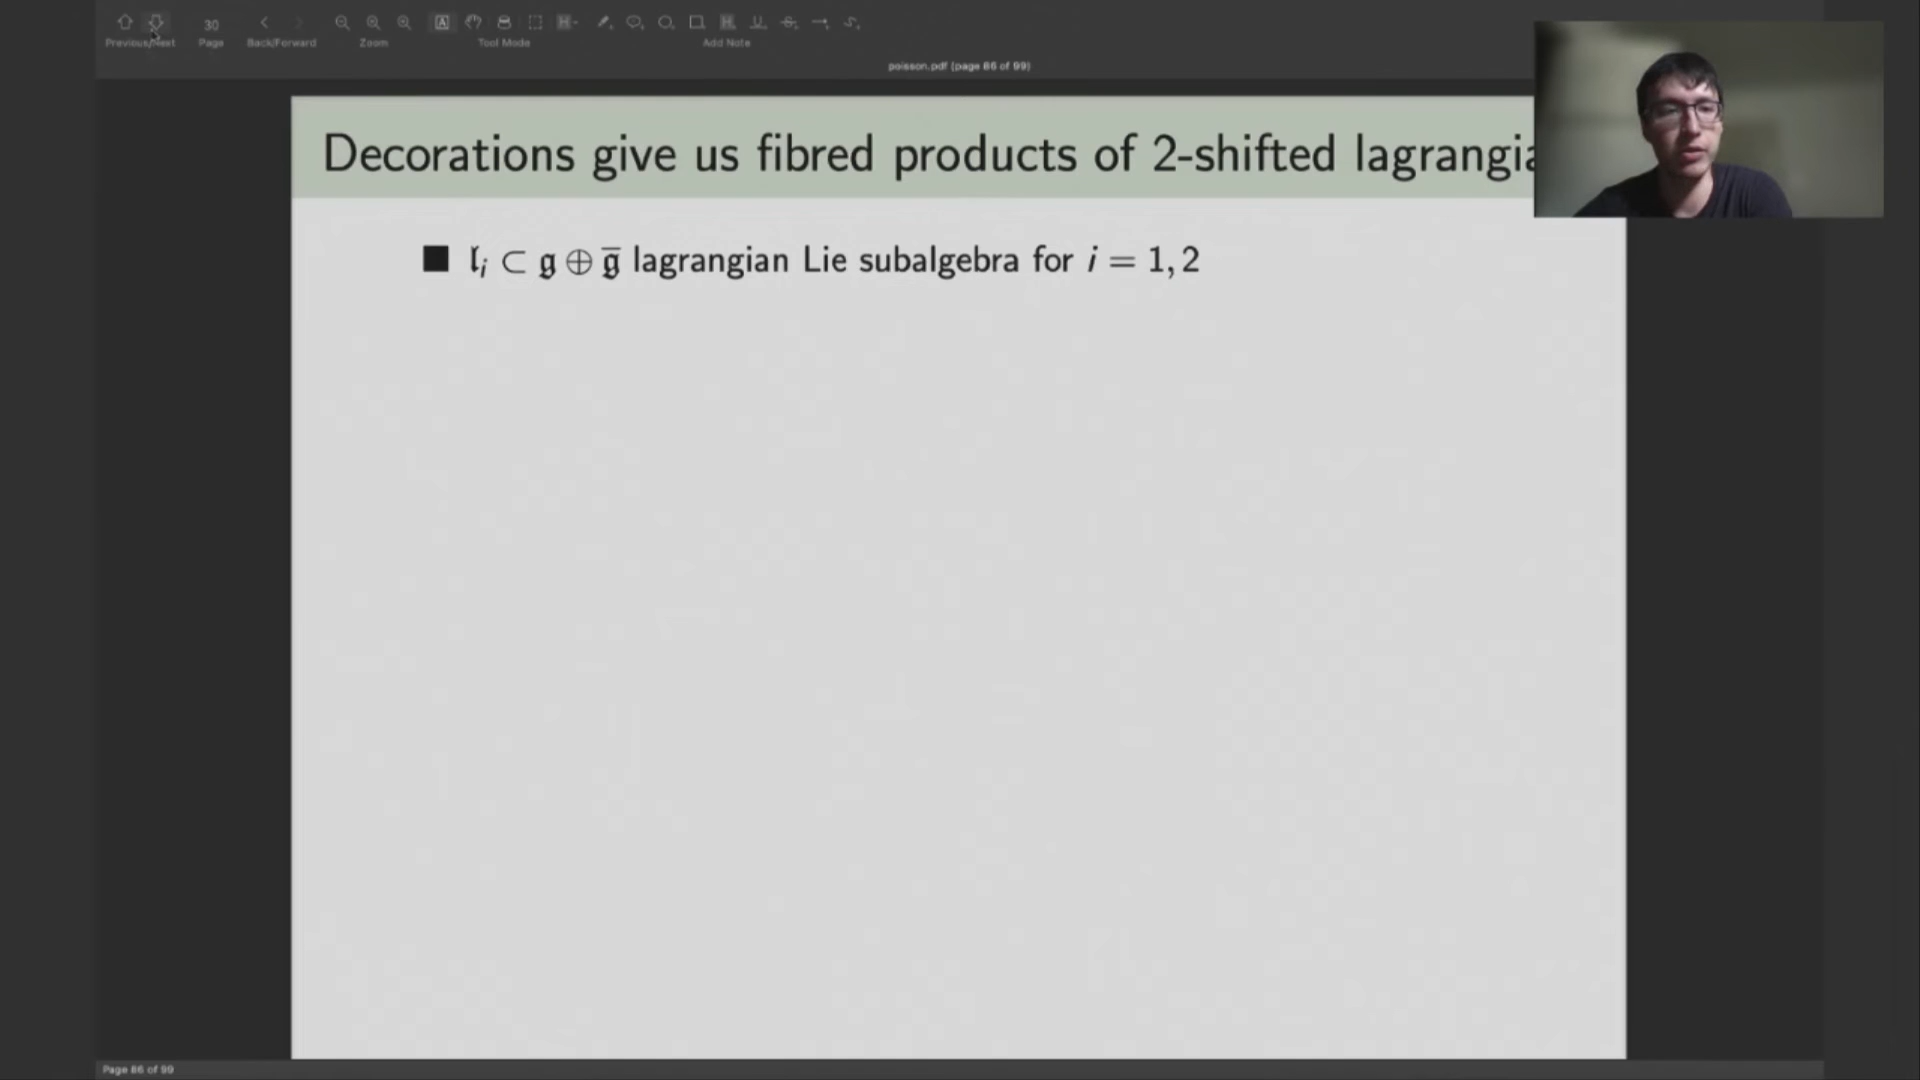 30
Previous/Next
Page
Back/Forward
Zoom
Tool Mode
Add Note
poisson.pdf (page 86 of 99)
Decorations give us fibred products of 2-shifted lagrangia
■ 𝔩ᵢ ⊂ 𝔤 ⊕ 𝔤̅ lagrangian Lie subalgebra for i = 1, 2
Page 86 of 99